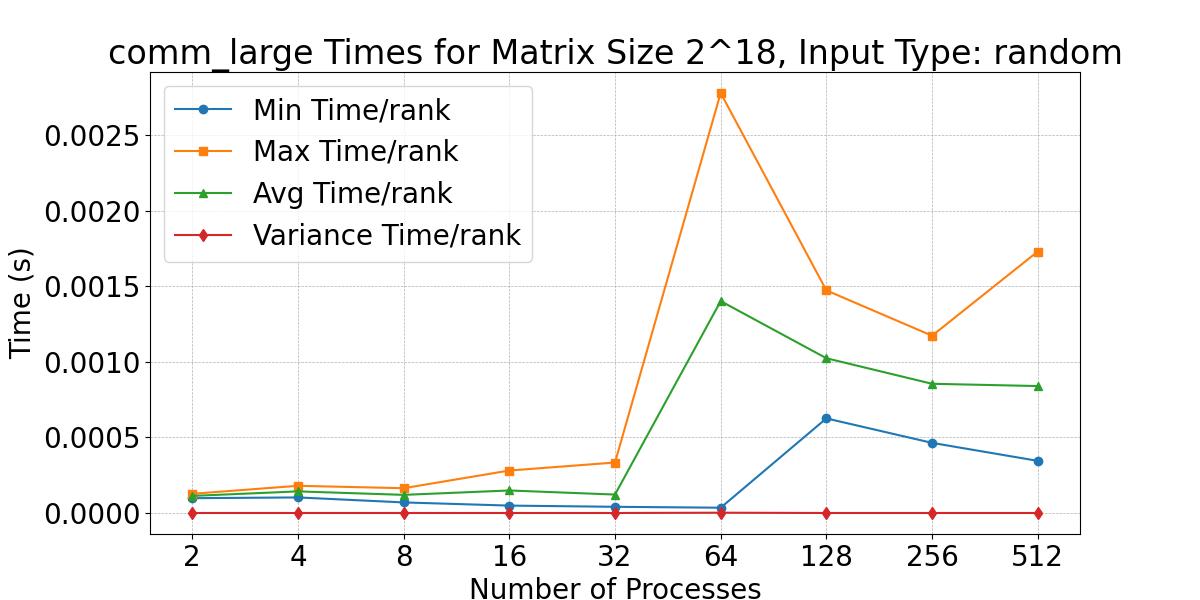 comm_large Times for Matrix Size 2^18, Input Type: random
Min Time/rank
Max Time/rank
Avg Time/rank
Variance Time/rank
Time (s)
0.0025
0.0020
0.0015
0.0010
0.0005
0.0000
2 4 8 16 32 64 128 256 512
Number of Processes